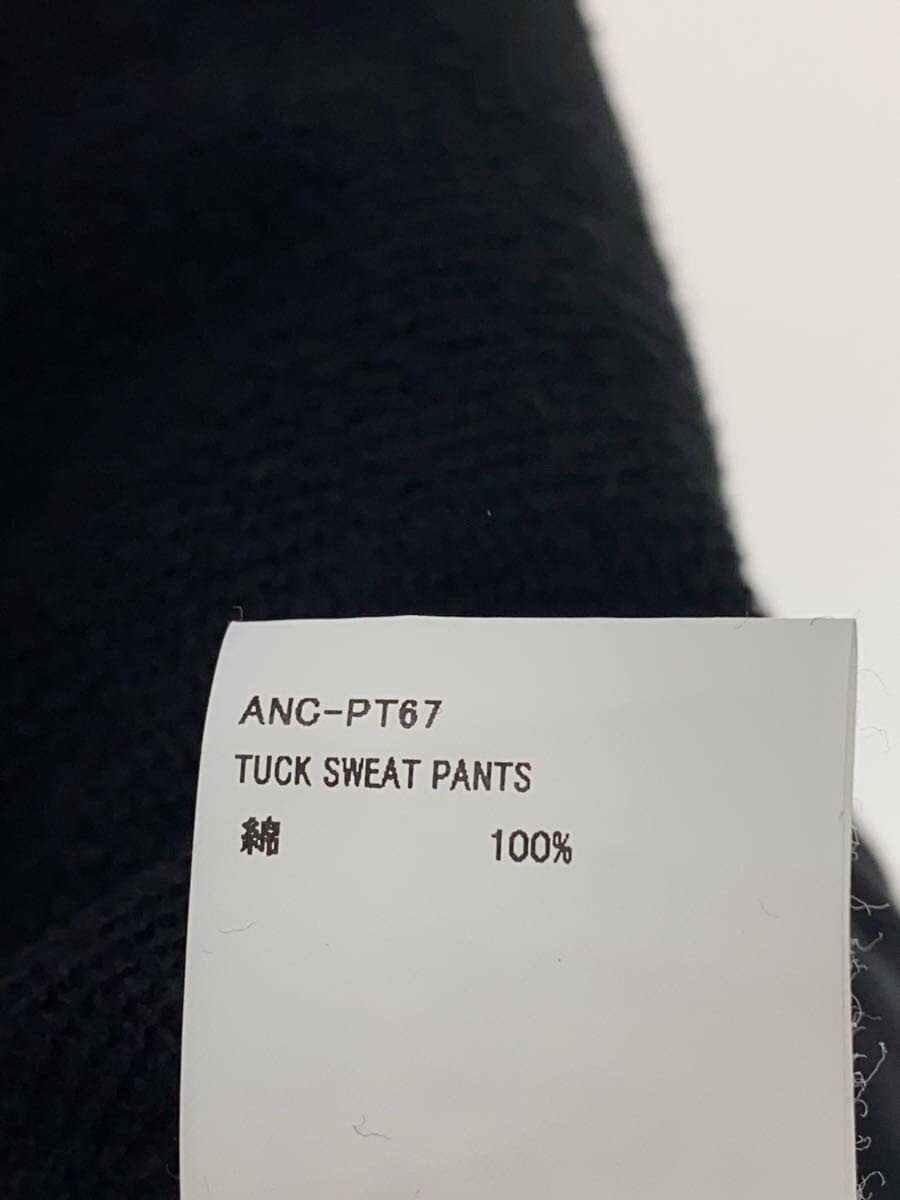 ANC-PT67
TUCK SWEAT PANTS
綿 100%